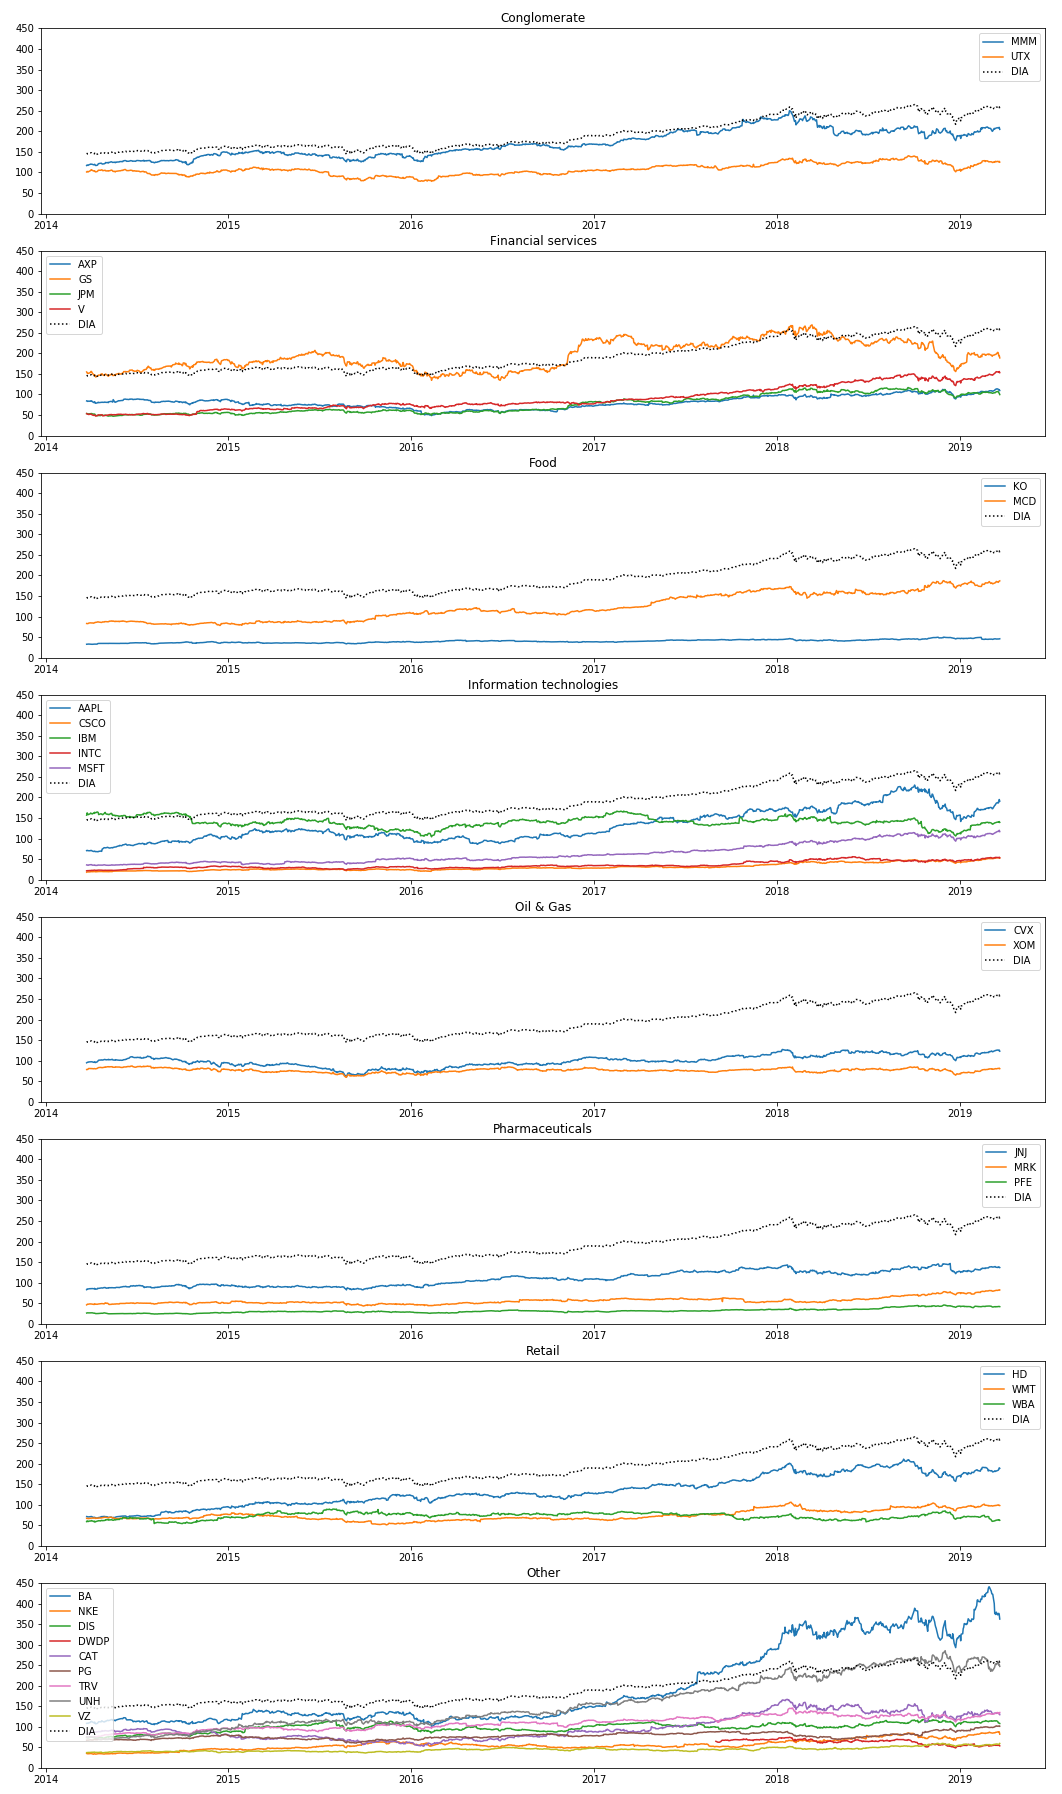 Conglomerate
450
400
350
300
250
200
150
100
50
0
MMM
UTX
DIA
2014 2015 2016 2017 2018 2019
Financial services
450
400
350
300
250
200
150
100
50
0
AXP
GS
JPM
V
DIA
2014 2015 2016 2017 2018 2019
Food
450
400
350
300
250
200
150
100
50
0
KO
MCD
DIA
2014 2015 2016 2017 2018 2019
Information technologies
450
400
350
300
250
200
150
100
50
0
AAPL
CSCO
IBM
INTC
MSFT
DIA
2014 2015 2016 2017 2018 2019
Oil & Gas
450
400
350
300
250
200
150
100
50
0
CVX
XOM
DIA
2014 2015 2016 2017 2018 2019
Pharmaceuticals
450
400
350
300
250
200
150
100
50
0
JNJ
MRK
PFE
DIA
2014 2015 2016 2017 2018 2019
Retail
450
400
350
300
250
200
150
100
50
0
HD
WMT
WBA
DIA
2014 2015 2016 2017 2018 2019
Other
450
400
350
300
250
200
150
100
50
0
BA
NKE
DIS
DWDP
CAT
PG
TRV
UNH
VZ
DIA
2014 2015 2016 2017 2018 2019